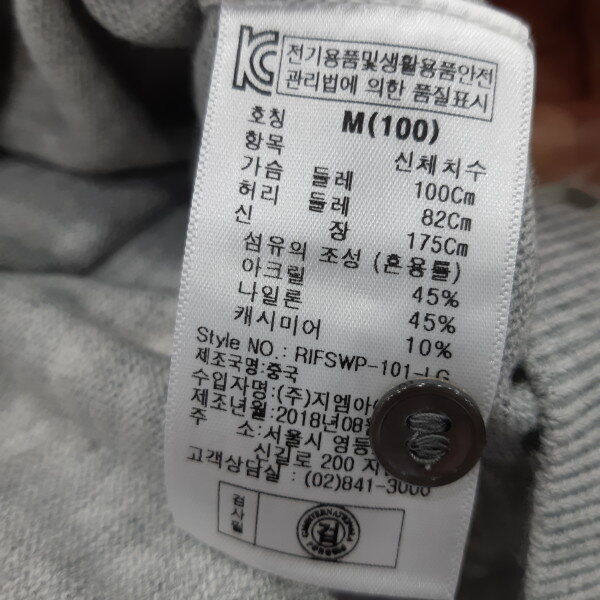 전기용품및생활용품안전
관리법에 의한 품질표시
호칭 M(100)
항목 신체치수
가슴 둘레 100Cm
허리 둘레 82Cm
신 장 175Cm
섬유의 조성 (혼용률)
아크릴 45%
나일론 45%
캐시미어 10%
Style NO.: RIFSWP-101-LG
제조국명:중국
수입자명:(주)지엠아이
제조년월:2018년08
주 소:서울시 영등
신길로 200
고객상담실 : (02)841-3000
검사필
검